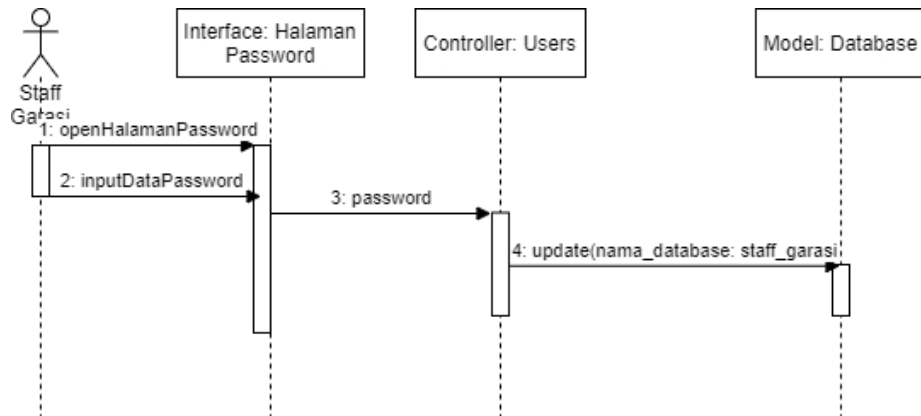 Interface: Halaman
Password
Controller: Users
Model: Database
Staff
Garasi
1: openHalamanPassword
2: inputDataPassword
3: password
4: update(nama_database: staff_garasi